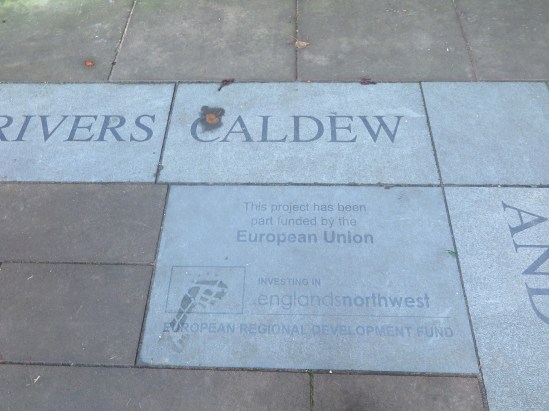 RIVERS CALDEW
This project has been
part funded by the
European Union
INVESTING IN
englandsnorthwest
EUROPEAN REGIONAL DEVELOPMENT FUND
AND